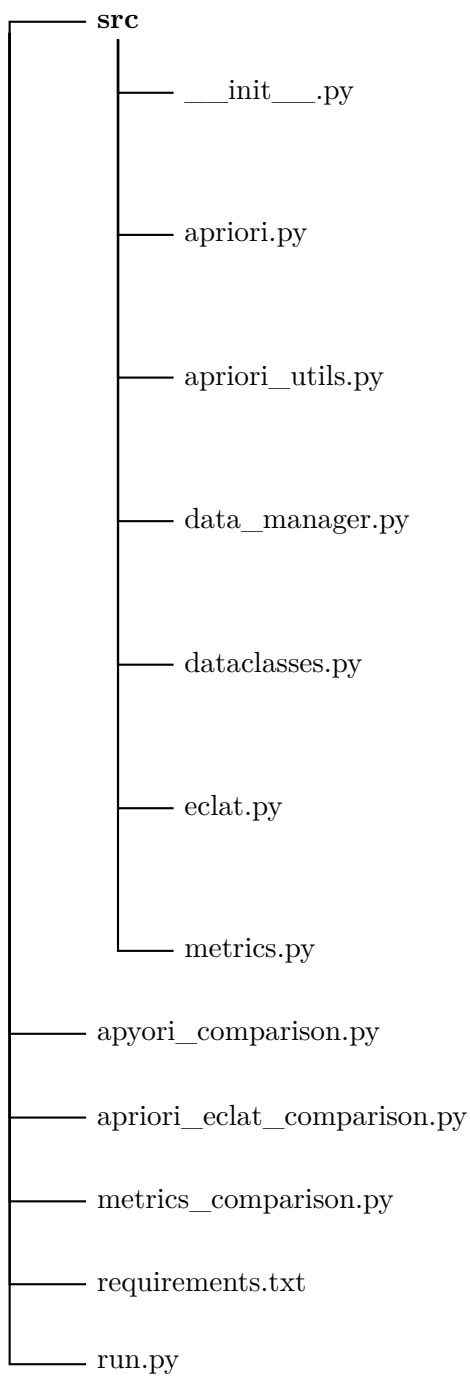 src
__init__.py
apriori.py
apriori_utils.py
data_manager.py
dataclasses.py
eclat.py
metrics.py
apyori_comparison.py
apriori_eclat_comparison.py
metrics_comparison.py
requirements.txt
run.py